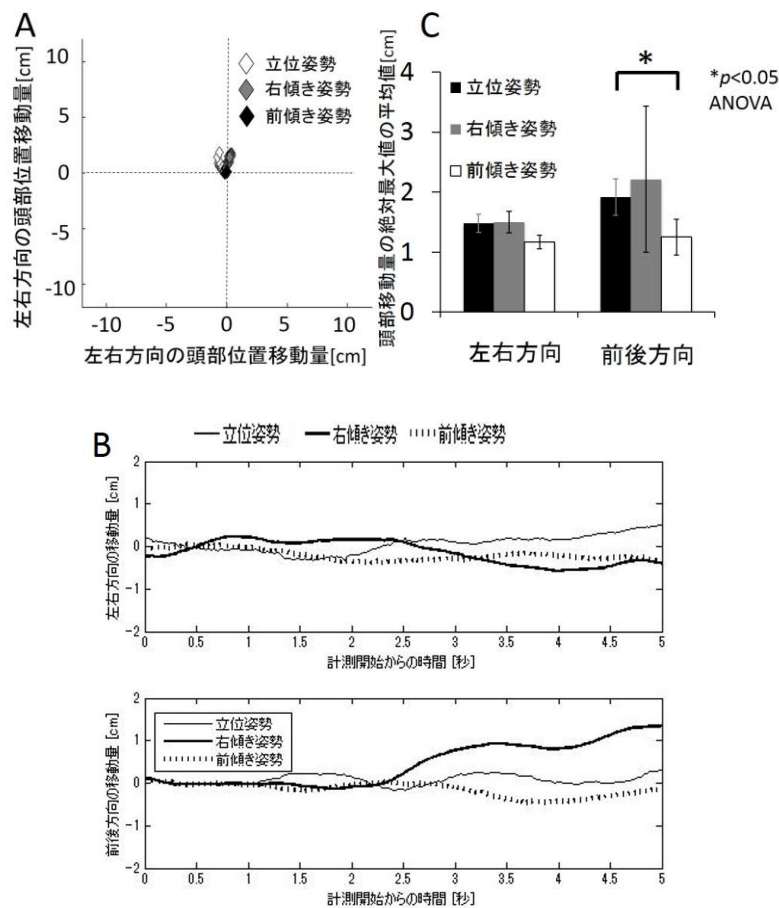 A
左右方向の頭部位置移動量[cm]
10
5
0
-5
-10
立位姿勢
右傾き姿勢
前傾き姿勢
-10 -5 0 5 10
左右方向の頭部位置移動量[cm]
C
頭部移動量の絶対最大値の平均値[cm]
4
3
2
1
0
立位姿勢
右傾き姿勢
前傾き姿勢
*
*p<0.05
ANOVA
左右方向 前後方向
B
立位姿勢 右傾き姿勢 前傾き姿勢
左右方向の移動量 [cm]
2
1
0
-1
-2
0 0.5 1 1.5 2 2.5 3 3.5 4 4.5 5
計測開始からの時間 [秒]
前後方向の移動量 [cm]
2
1
0
-1
-2
立位姿勢
右傾き姿勢
前傾き姿勢
0 0.5 1 1.5 2 2.5 3 3.5 4 4.5 5
計測開始からの時間 [秒]